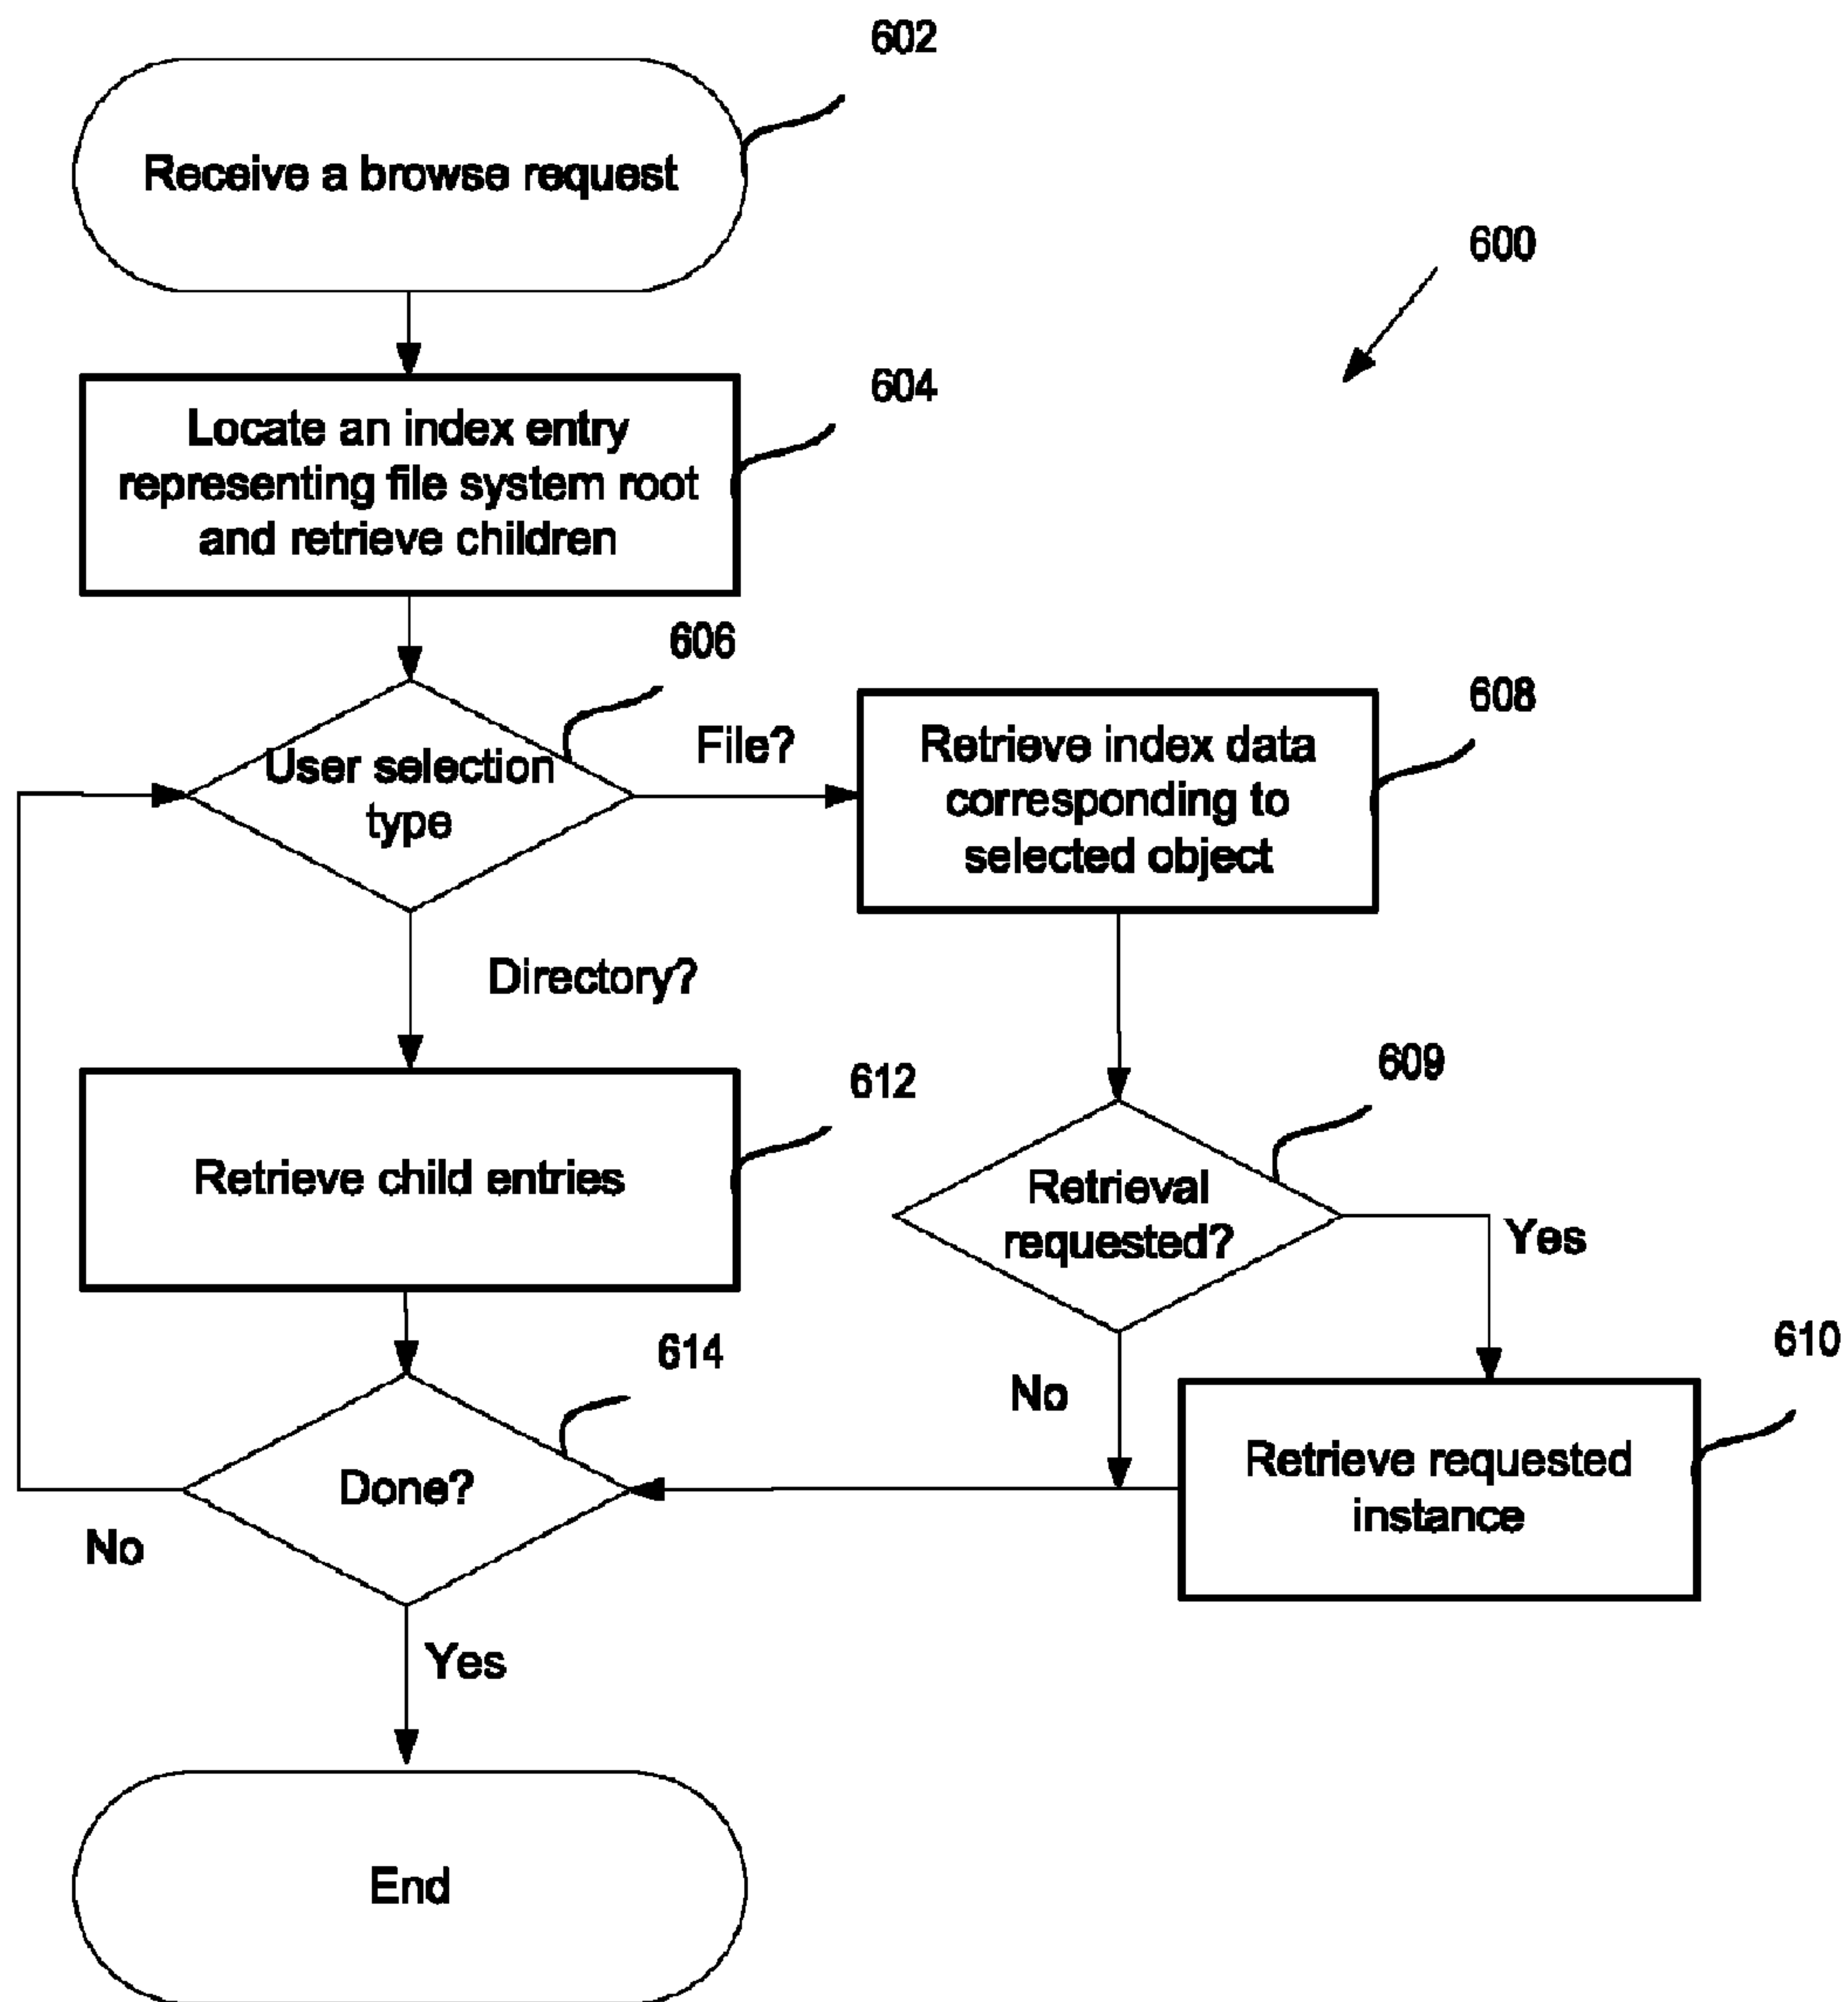 602
Receive a browse request
600
604
Locate an index entry
representing file system root
and retrieve children
606
User selection
type
File?
608
Retrieve index data
corresponding to
selected object
Directory?
612
Retrieve child entries
609
Retrieval
requested?
Yes
No
610
Retrieve requested
instance
614
Done?
No
Yes
End